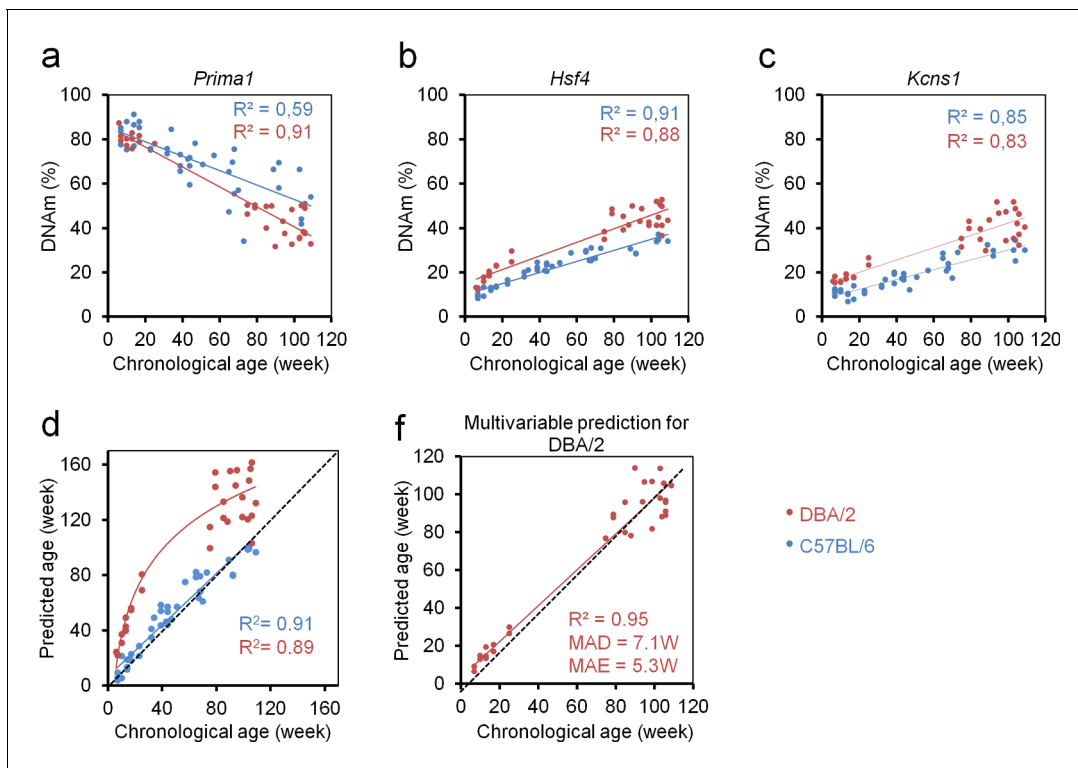 a
Prima1
R² = 0,59
R² = 0,91
100
80
60
40
20
0
DNAm (%)
0 20 40 60 80 100 120
Chronological age (week)
b
Hsf4
R² = 0,91
R² = 0,88
100
80
60
40
20
0
DNAm (%)
0 20 40 60 80 100 120
Chronological age (week)
c
Kcns1
R² = 0,85
R² = 0,83
100
80
60
40
20
0
DNAm (%)
0 20 40 60 80 100 120
Chronological age (week)
d
160
120
80
40
0
Predicted age (week)
R²= 0.91
R²= 0.89
0 40 80 120 160
Chronological age (week)
f
Multivariable prediction for
DBA/2
120
100
80
60
40
20
0
Predicted age (week)
R² = 0.95
MAD = 7.1W
MAE = 5.3W
0 20 40 60 80 100 120
Chronological age (week)
DBA/2
C57BL/6